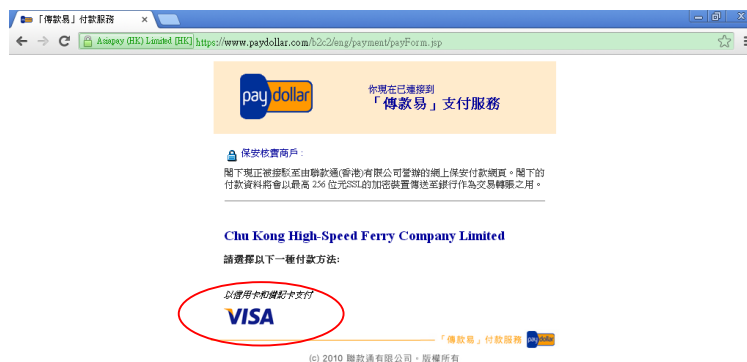 「傳款易」付款服務
Asiapay (HK) Limited [HK] https://www.paydollar.com/b2c2/eng/payment/payForm.jsp
pay dollar
你現在已連接到
「傳款易」支付服務
保安核實商戶 :
閣下現正被接駁至由聯款通(香港)有限公司營辦的網上保安付款網頁。閣下的
付款資料將會以最高 256 位元SSL的加密裝置傳送至銀行作為交易轉賬之用。
Chu Kong High-Speed Ferry Company Limited
請選擇以下一種付款方法:
以信用卡和借記卡支付
VISA
「傳款易」付款服務 paydollar
(c) 2010 聯款通有限公司。版權所有